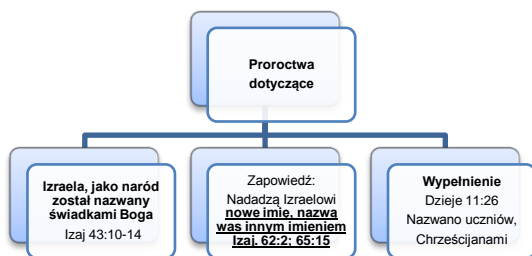 Proroctwa
dotyczące
Izraela, jako naród
został nazwany
świadkami Boga
Izaj 43:10-14
Zapowiedź:
Nadadzą Izraelowi
nowe imię, nazwą
was innym imieniem
Izaj. 62:2; 65:15
Wypełnienie
Dzieje 11:26
Nazwano uczniów,
Chrześcijanami